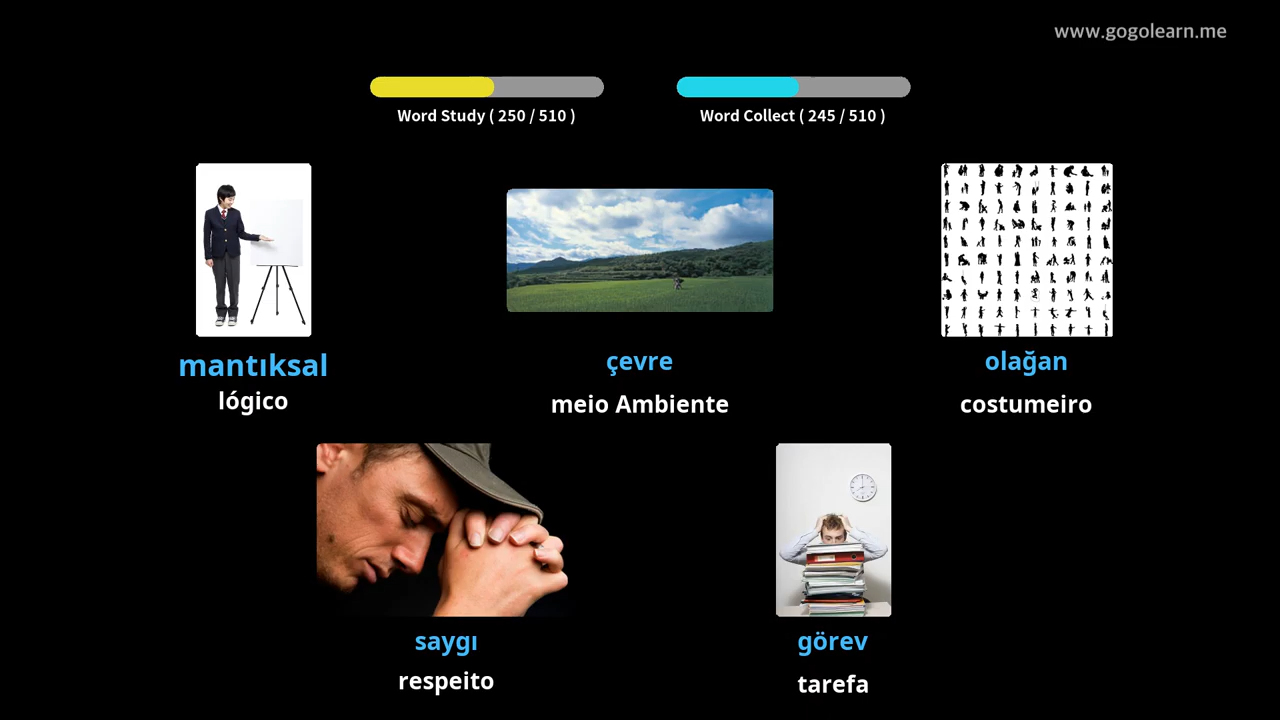 www.gogolearn.me
Word Study ( 250 / 510 )
Word Collect ( 245 / 510 )
mantıksal
lógico
çevre
meio Ambiente
olağan
costumeiro
saygı
respeito
görev
tarefa